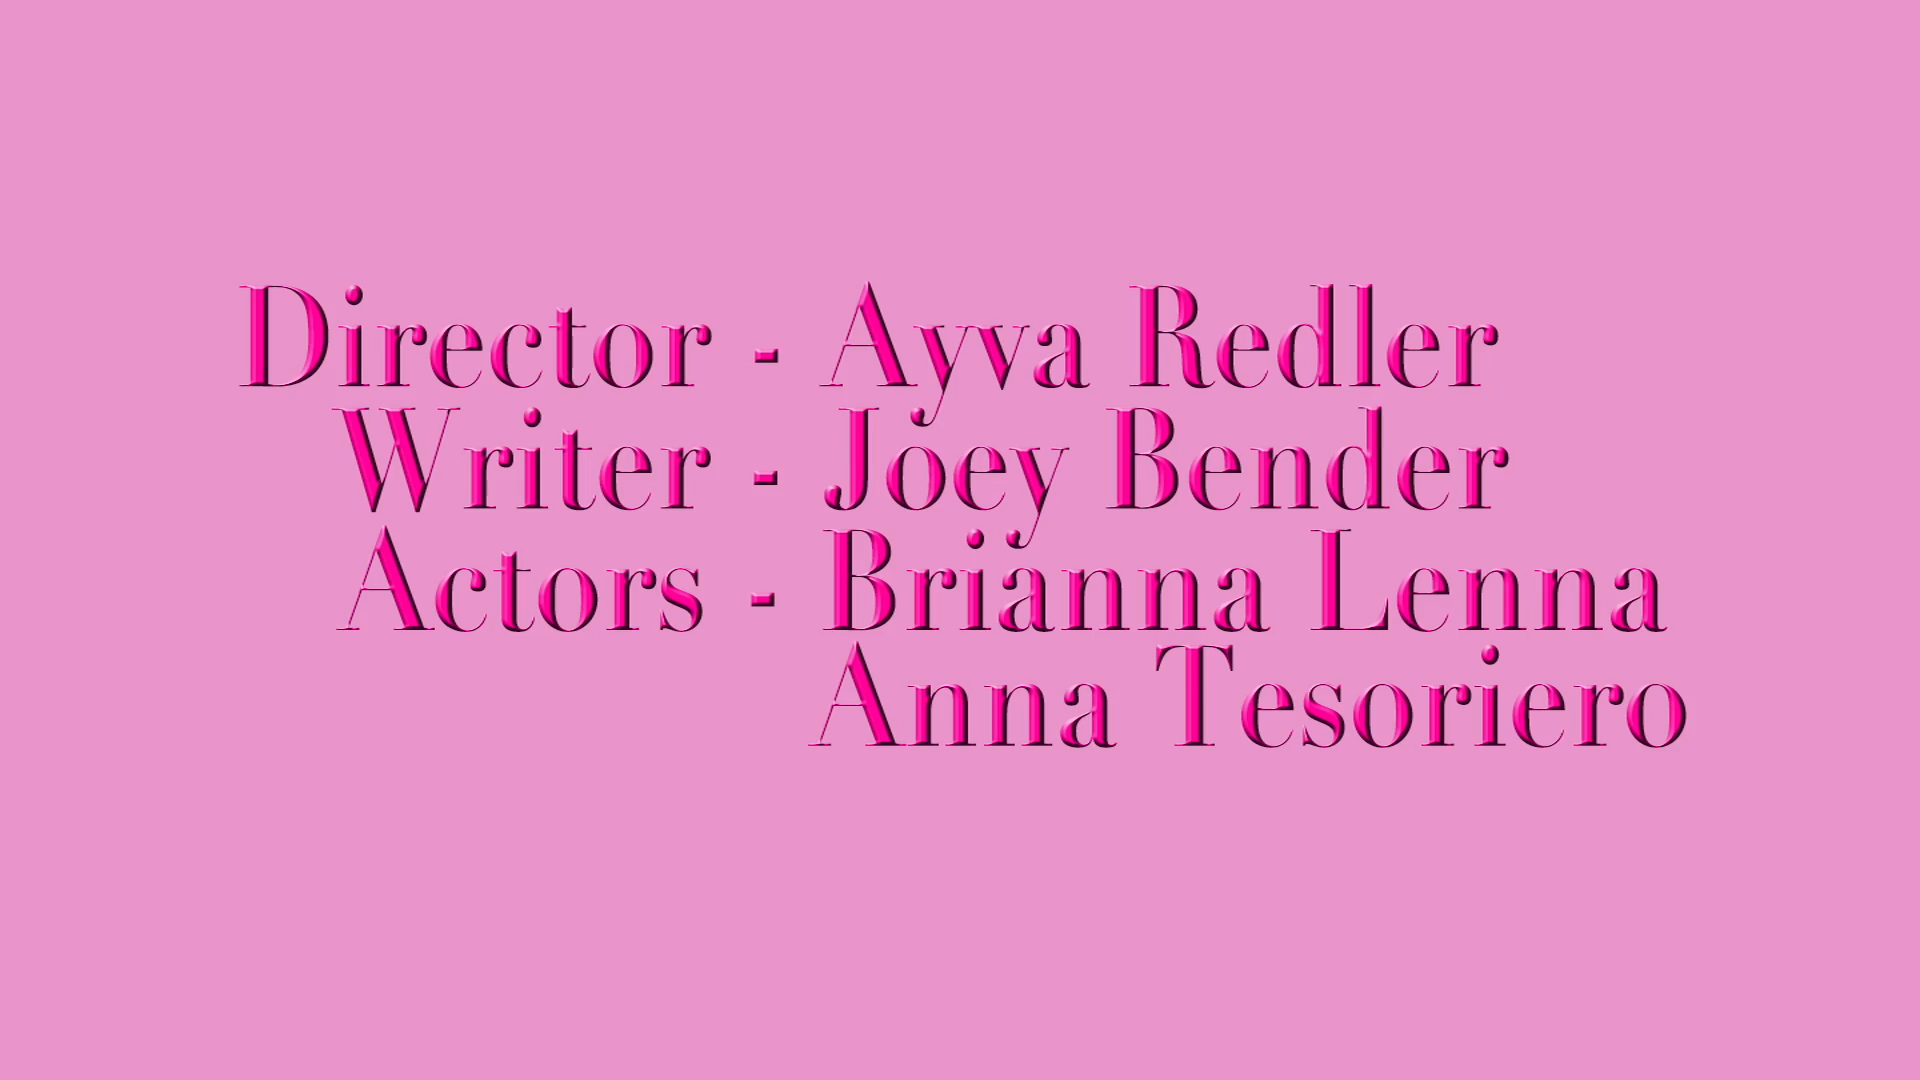 Director - Ayva Redler
Writer - Joey Bender
Actors - Brianna Lenna
Anna Tesoriero